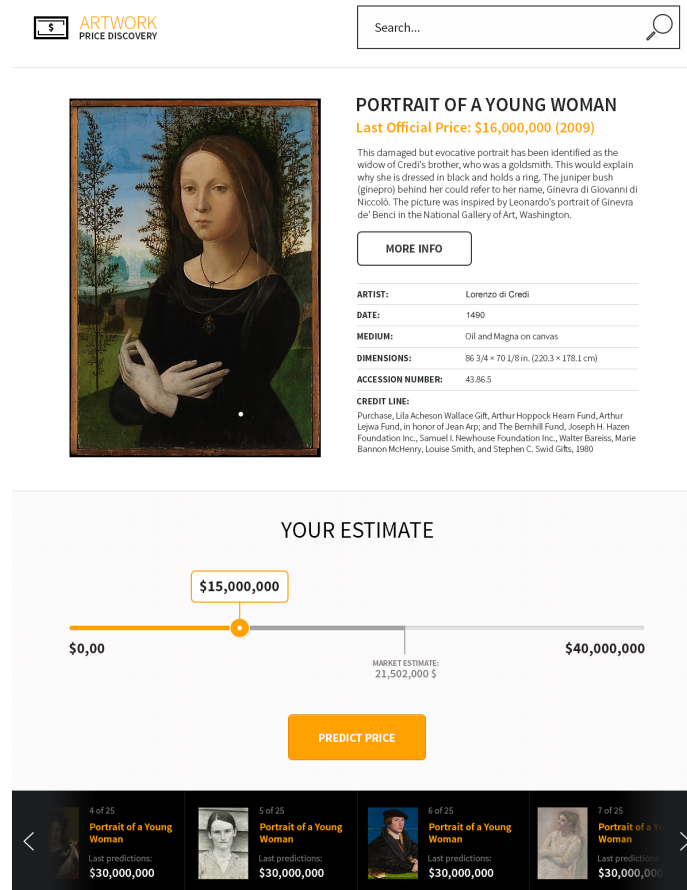 $
ARTWORK
PRICE DISCOVERY
Search...
PORTRAIT OF A YOUNG WOMAN
Last Official Price: $16,000,000 (2009)
This damaged but evocative portrait has been identified as the
widow of Credi's brother, who was a goldsmith. This would explain
why she is dressed in black and holds a ring. The juniper bush
(ginepro) behind her could refer to her name, Ginevra di Giovanni di
Niccolò. The picture was inspired by Leonardo's portrait of Ginevra
de' Benci in the National Gallery of Art, Washington.
MORE INFO
ARTIST: Lorenzo di Credi
DATE: 1490
MEDIUM: Oil and Magna on canvas
DIMENSIONS: 86 3/4 × 70 1/8 in. (220.3 × 178.1 cm)
ACCESSION NUMBER: 43.86.5
CREDIT LINE:
Purchase, Lila Acheson Wallace Gift, Arthur Hoppock Hearn Fund, Arthur
Lejwa Fund, in honor of Jean Arp; and The Bernhill Fund, Joseph H. Hazen
Foundation Inc., Samuel I. Newhouse Foundation Inc., Walter Bareiss, Marie
Bannon McHenry, Louise Smith, and Stephen C. Swid Gifts, 1980
YOUR ESTIMATE
$15,000,000
$0,00
$40,000,000
MARKET ESTIMATE:
21,502,000 $
PREDICT PRICE
4 of 25
Portrait of a Young
Woman
Last predictions:
$30,000,000
5 of 25
Portrait of a Young
Woman
Last predictions:
$30,000,000
6 of 25
Portrait of a Young
Woman
Last predictions:
$30,000,000
7 of 25
Portrait of a Yo
Woman
Last predictions:
$30,000,000